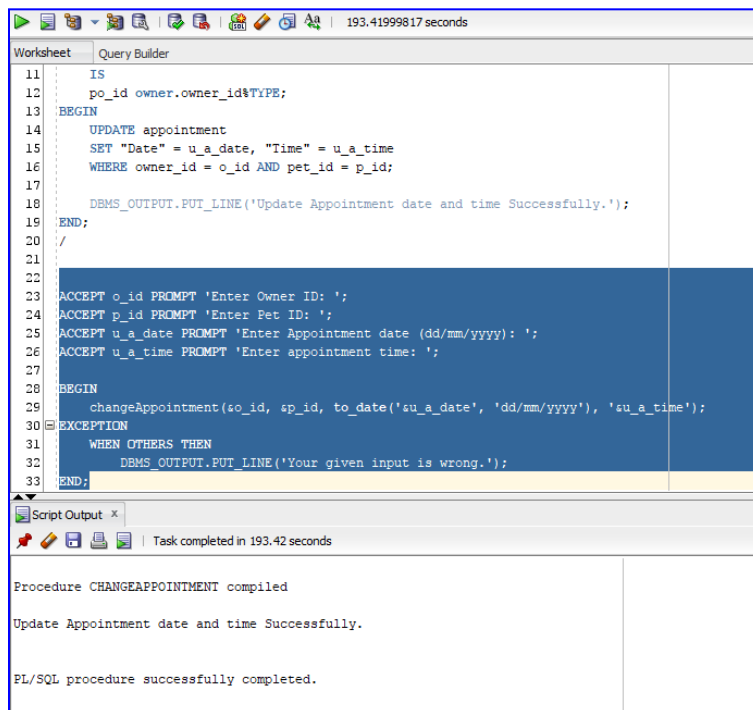 193.41999817 seconds
Worksheet Query Builder
11 IS
12 po_id owner.owner_id%TYPE;
13 BEGIN
14 UPDATE appointment
15 SET "Date" = u_a_date, "Time" = u_a_time
16 WHERE owner_id = o_id AND pet_id = p_id;
17
18 DBMS_OUTPUT.PUT_LINE('Update Appointment date and time Successfully.');
19 END;
20 /
21
22
23 ACCEPT o_id PROMPT 'Enter Owner ID: ';
24 ACCEPT p_id PROMPT 'Enter Pet ID: ';
25 ACCEPT u_a_date PROMPT 'Enter Appointment date (dd/mm/yyyy): ';
26 ACCEPT u_a_time PROMPT 'Enter appointment time: ';
27
28 BEGIN
29 changeAppointment(&o_id, &p_id, to_date('&u_a_date', 'dd/mm/yyyy'), '&u_a_time');
30 EXCEPTION
31 WHEN OTHERS THEN
32 DBMS_OUTPUT.PUT_LINE('Your given input is wrong.');
33 END;
Script Output x
Task completed in 193.42 seconds
Procedure CHANGEAPPOINTMENT compiled
Update Appointment date and time Successfully.
PL/SQL procedure successfully completed.